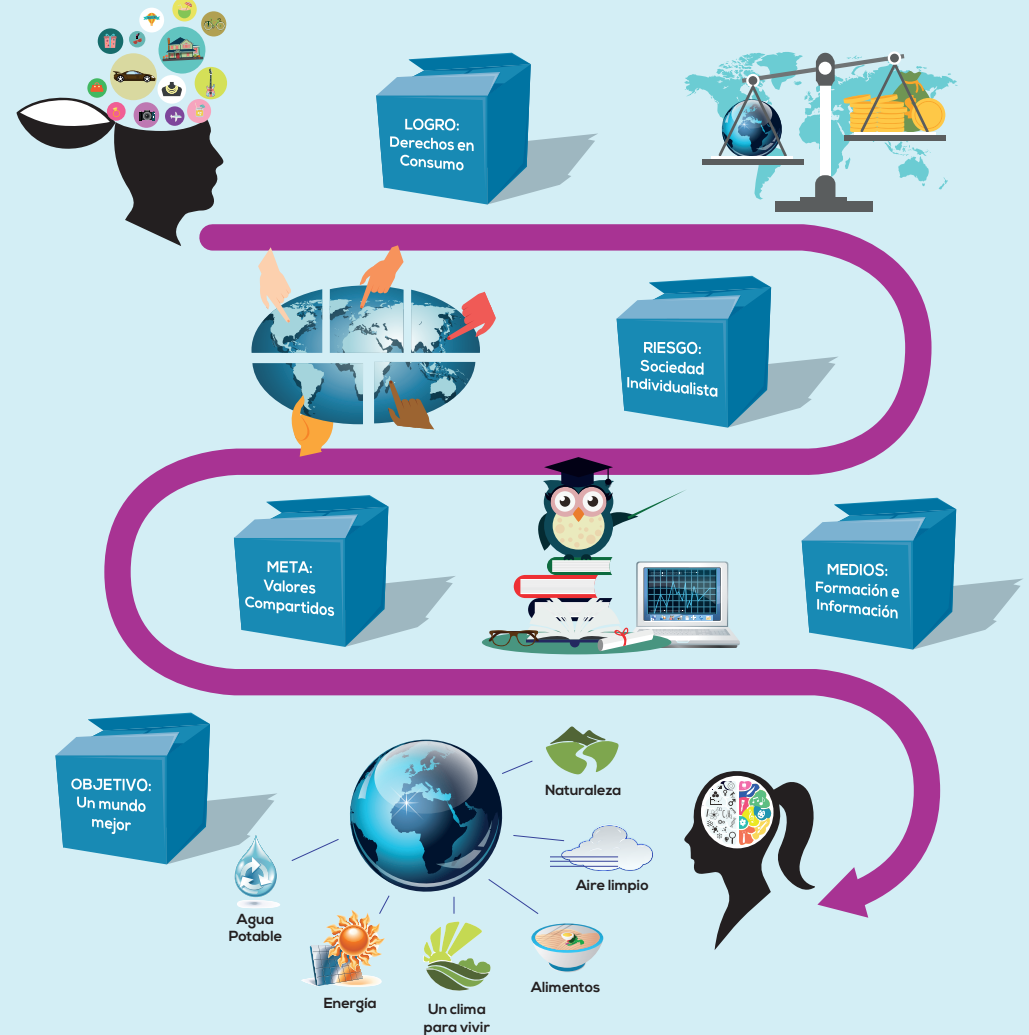 LOGRO:
Derechos en
Consumo
RIESGO:
Sociedad
Individualista
META:
Valores
Compartidos
MEDIOS:
Formación e
Información
OBJETIVO:
Un mundo
mejor
Naturaleza
Aire limpio
Agua
Potable
Alimentos
Energía
Un clima
para vivir